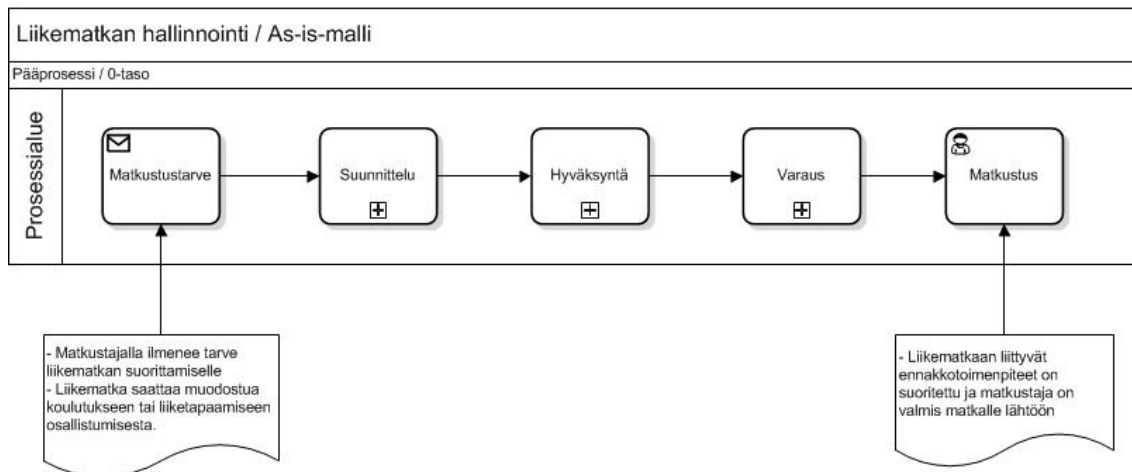 Liikematkan hallinnointi / As-is-malli
Pääprosessi / 0-taso
Prosessialue
Matkustustarve
Suunnittelu
Hyväksyntä
Varaus
Matkustus
- Matkustajalla ilmenee tarve
liikematkan suorittamiselle
- Liikematka saattaa muodostua
koulutukseen tai liiketapaamiseen
osallistumisesta.
- Liikematkaan liittyvät
ennakkotoimenpiteet on
suoritettu ja matkustaja on
valmis matkalle lähtöön